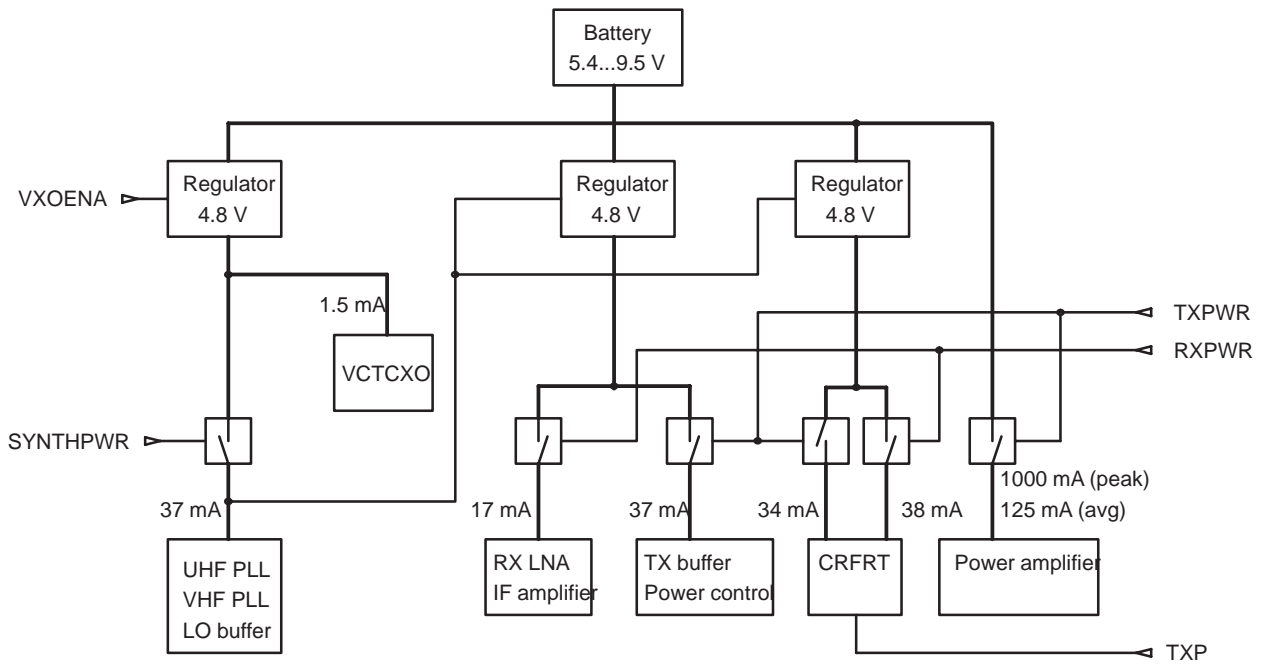 Battery
5.4...9.5 V
Regulator
4.8 V
Regulator
4.8 V
Regulator
4.8 V
VXOENA
1.5 mA
VCTCXO
TXPWR
RXPWR
SYNTHPWR
37 mA
17 mA
37 mA
34 mA
38 mA
1000 mA (peak)
125 mA (avg)
UHF PLL
VHF PLL
LO buffer
RX LNA
IF amplifier
TX buffer
Power control
CRFRT
Power amplifier
TXP